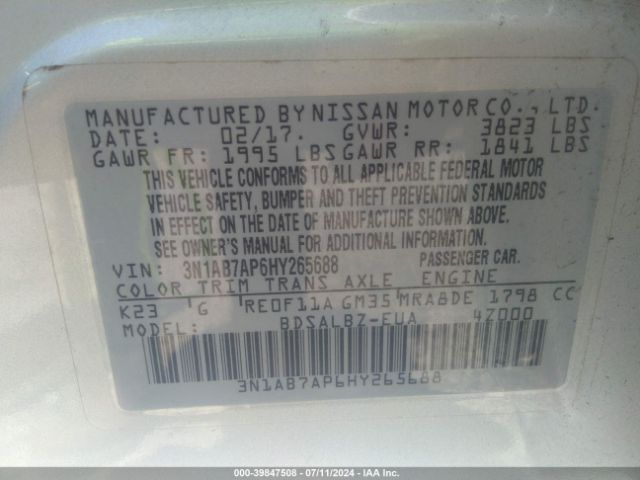 MANUFACTURED BY NISSAN MOTOR CO., LTD.
DATE: 02/17. GVWR: 3823 LBS
GAWR FR: 1995 LBS GAWR RR: 1841 LBS
THIS VEHICLE CONFORMS TO ALL APPLICABLE FEDERAL MOTOR
VEHICLE SAFETY, BUMPER AND THEFT PREVENTION STANDARDS
IN EFFECT ON THE DATE OF MANUFACTURE SHOWN ABOVE.
SEE OWNER'S MANUAL FOR ADDITIONAL INFORMATION.
VIN: 3N1AB7AP6HY265688 PASSENGER CAR.
COLOR TRIM TRANS AXLE ENGINE
K23 G RE0F11A GM35 MRA8DE 1798 CC
MODEL: BDSALBZ-EUA 4Z000
3N1AB7AP6HY265688
000-39847508 - 07/11/2024 - IAA Inc.